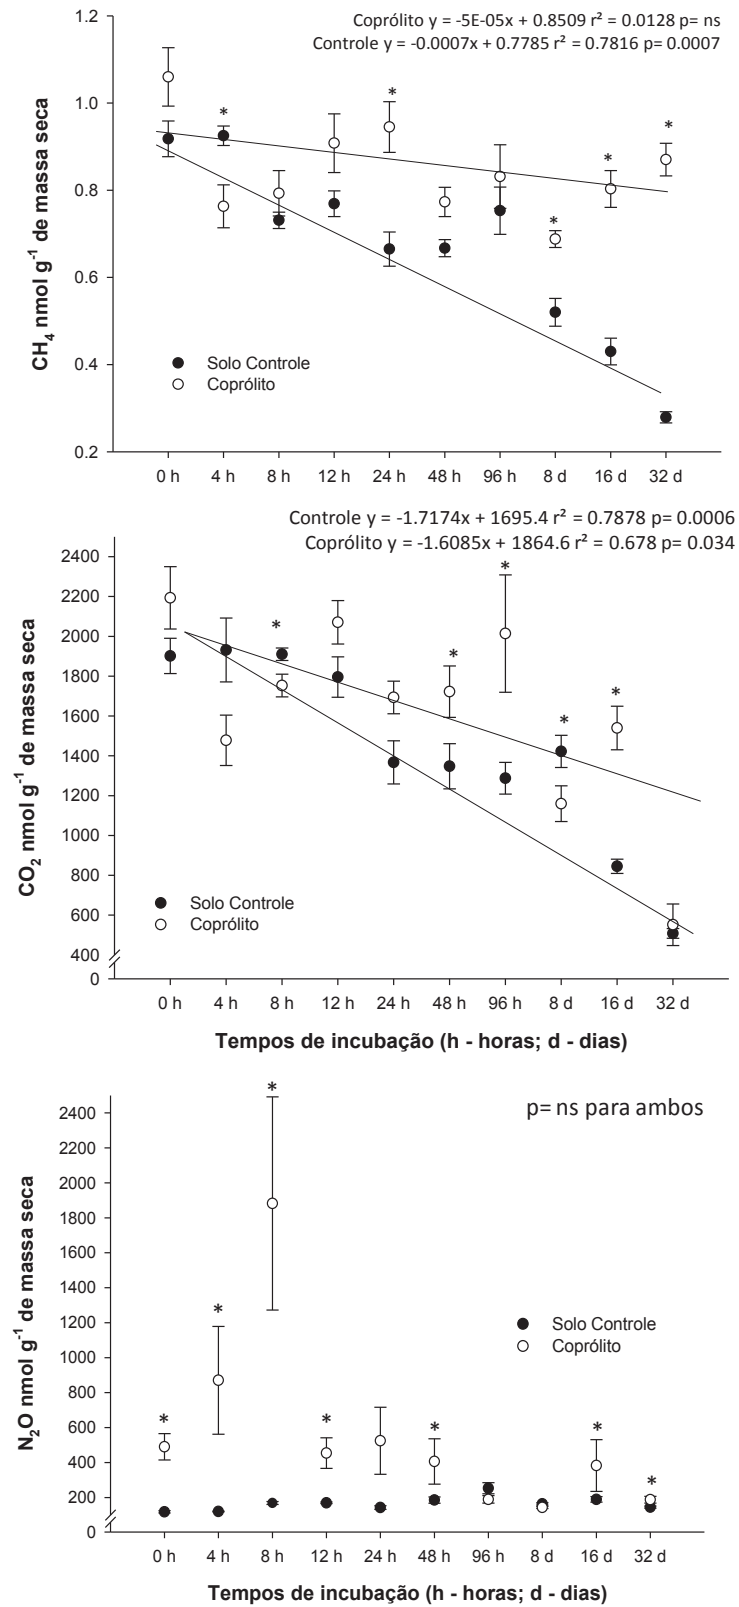 Coprólito y = -5E-05x + 0.8509 r² = 0.0128 p= ns
Controle y = -0.0007x + 0.7785 r² = 0.7816 p= 0.0007
CH₄ nmol g⁻¹ de massa seca
1.2
1.0
0.8
0.6
0.4
0.2
* * * * *
Solo Controle
Coprólito
0 h 4 h 8 h 12 h 24 h 48 h 96 h 8 d 16 d 32 d
Controle y = -1.7174x + 1695.4 r² = 0.7878 p= 0.0006
Coprólito y = -1.6085x + 1864.6 r² = 0.678 p= 0.034
CO₂ nmol g⁻¹ de massa seca
2400
2200
2000
1800
1600
1400
1200
1000
800
600
400
0
* * * * *
Solo Controle
Coprólito
0 h 4 h 8 h 12 h 24 h 48 h 96 h 8 d 16 d 32 d
Tempos de incubação (h - horas; d - dias)
p= ns para ambos
N₂O nmol g⁻¹ de massa seca
2400
2200
2000
1800
1600
1400
1200
1000
800
600
400
200
0
* * * * * * *
Solo Controle
Coprólito
0 h 4 h 8 h 12 h 24 h 48 h 96 h 8 d 16 d 32 d
Tempos de incubação (h - horas; d - dias)